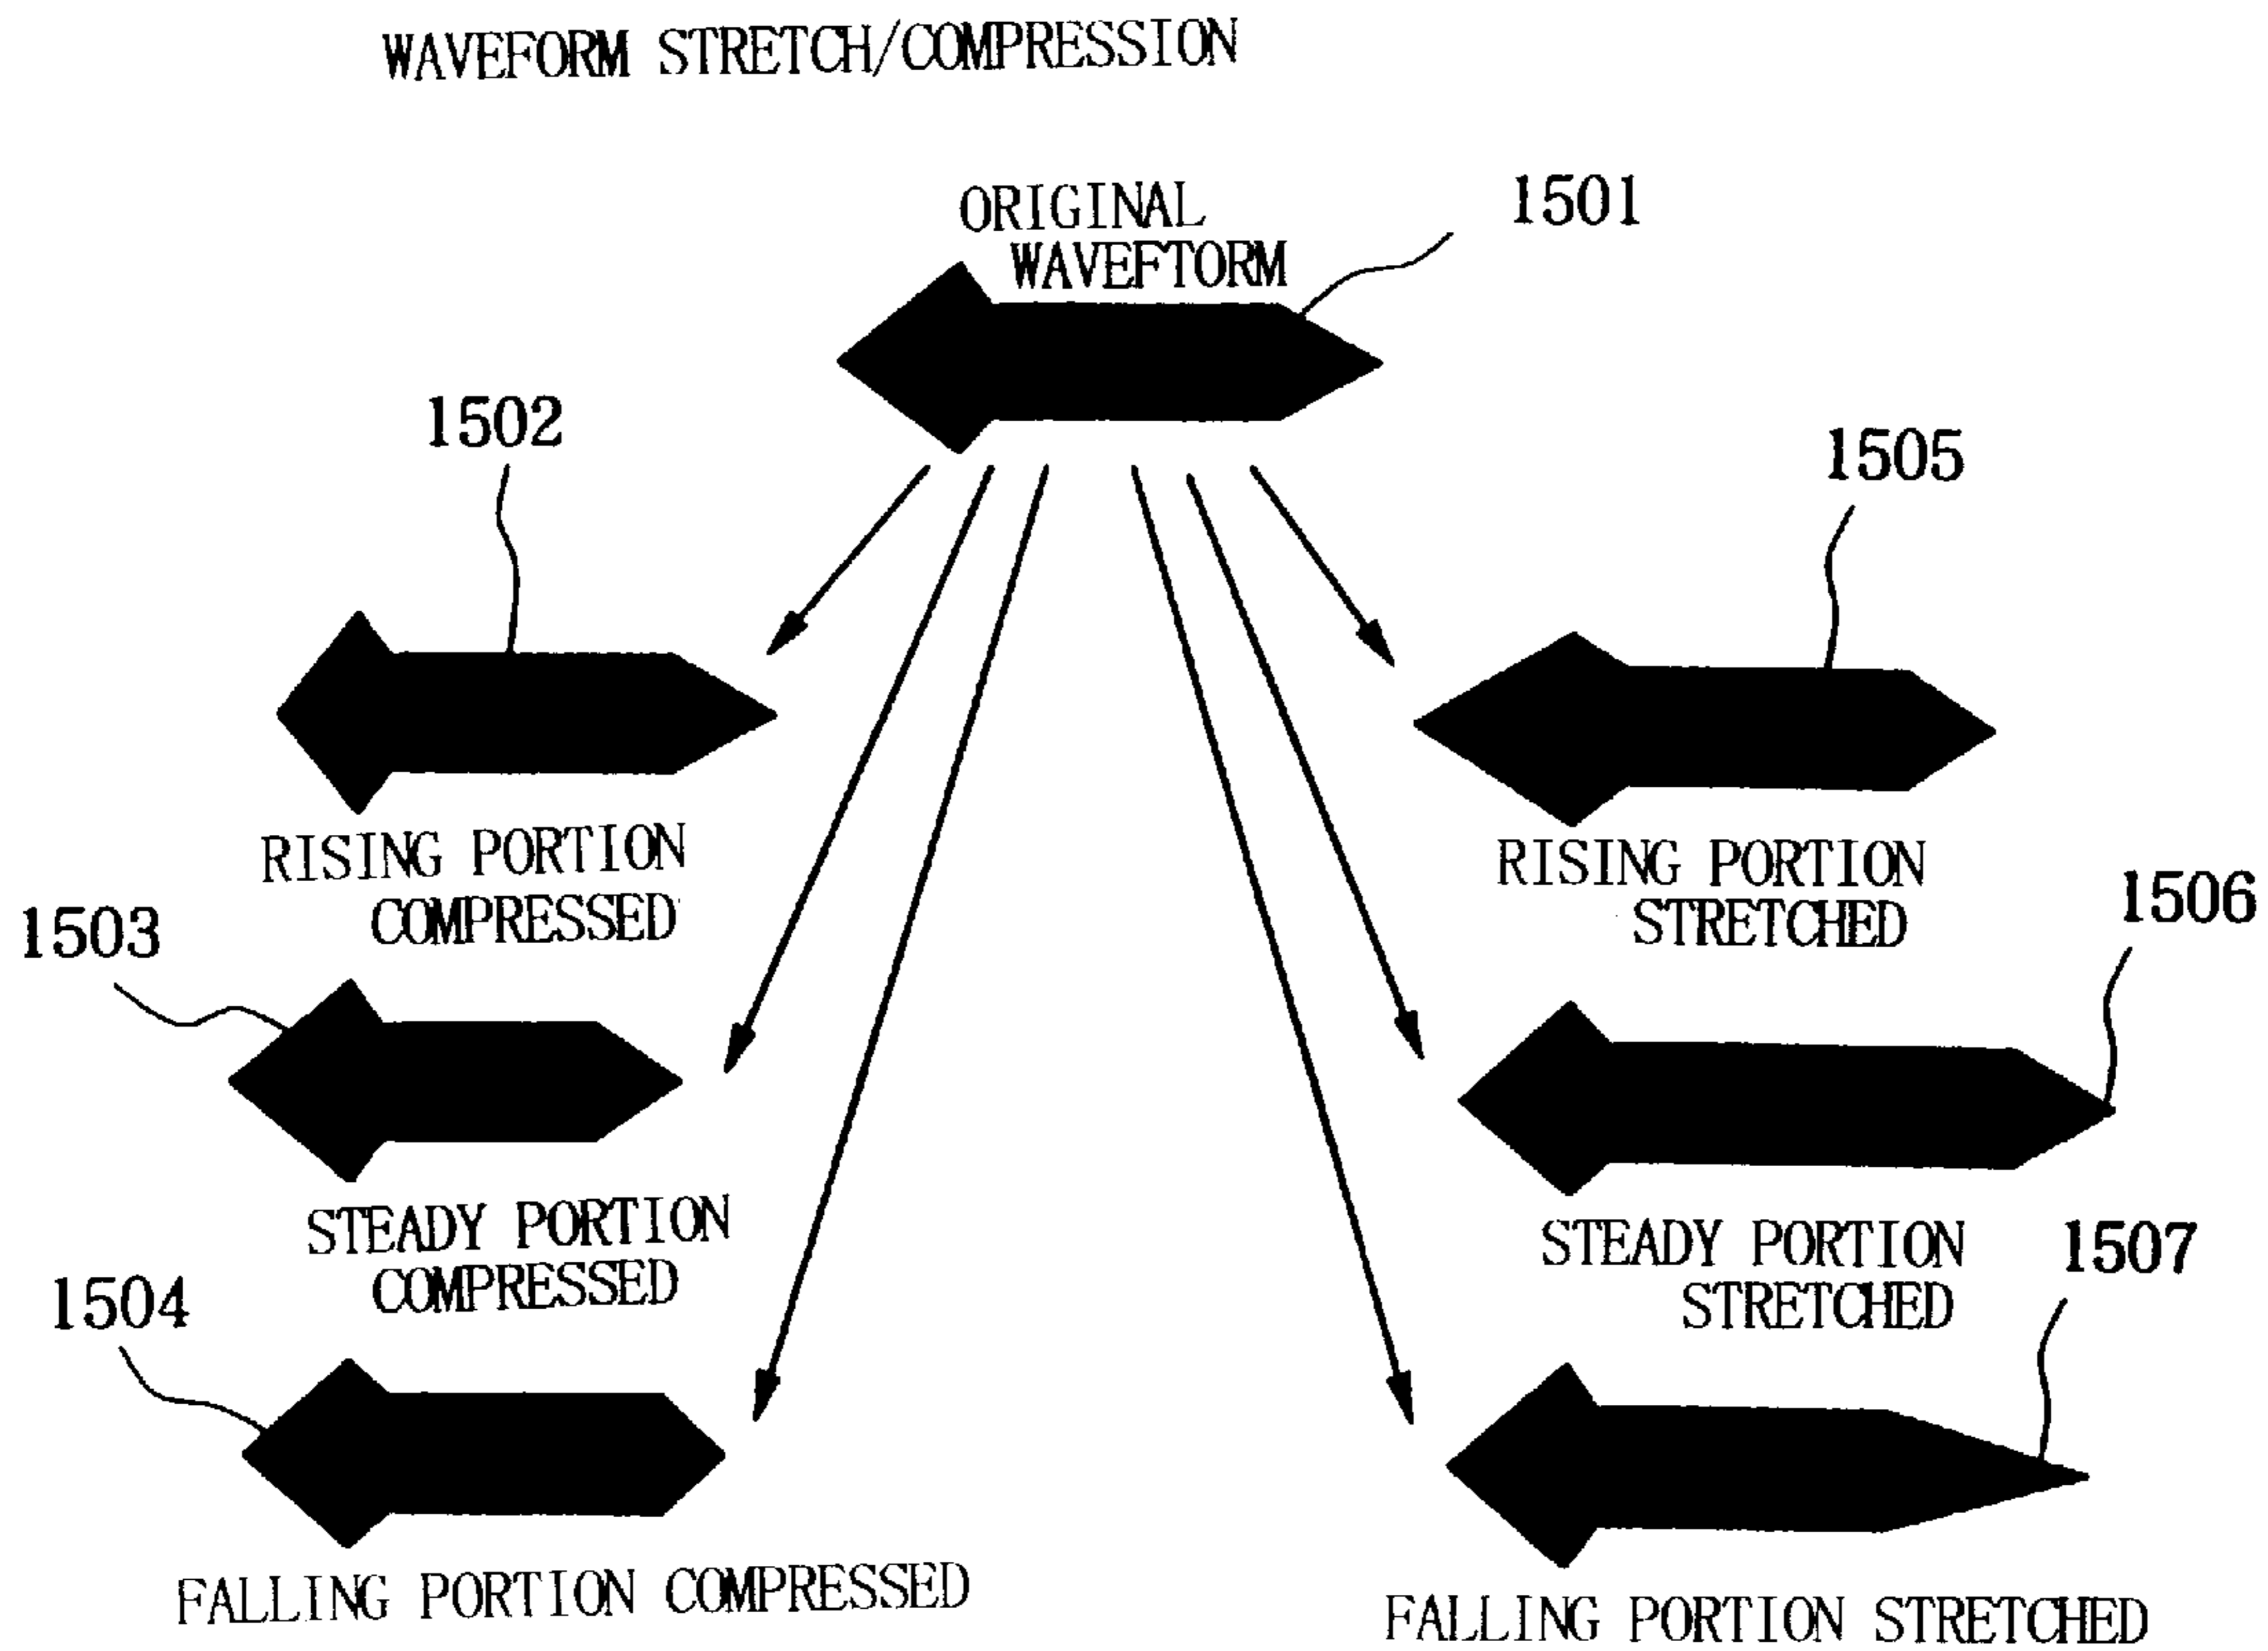 WAVEFORM STRETCH/COMPRESSION
1501
ORIGINAL
WAVEFTORM
1502
1505
RISING PORTION
COMPRESSED
RISING PORTION
STRETCHED
1503
1506
STEADY PORTION
COMPRESSED
STEADY PORTION
STRETCHED
1504
1507
FALLING PORTION COMPRESSED
FALLING PORTION STRETCHED